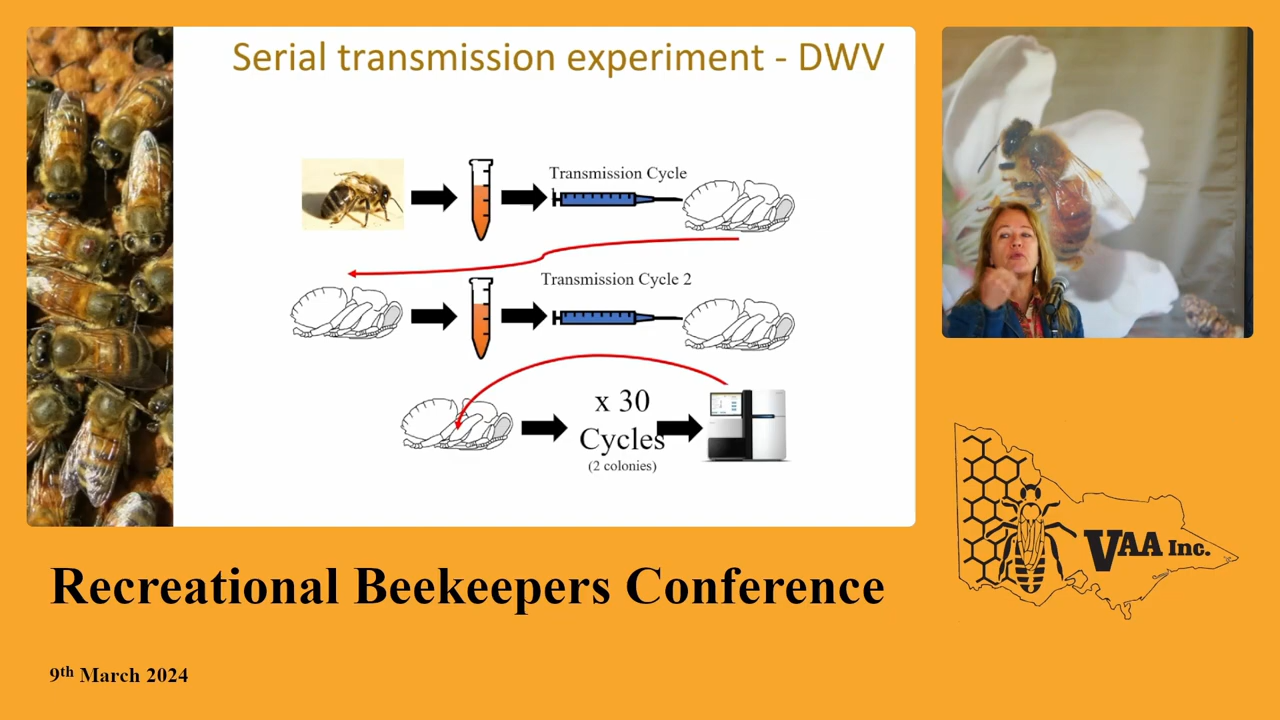 Serial transmission experiment - DWV
Transmission Cycle
Transmission Cycle 2
x 30
Cycles
(2 colonies)
VAA Inc.
Recreational Beekeepers Conference
9th March 2024